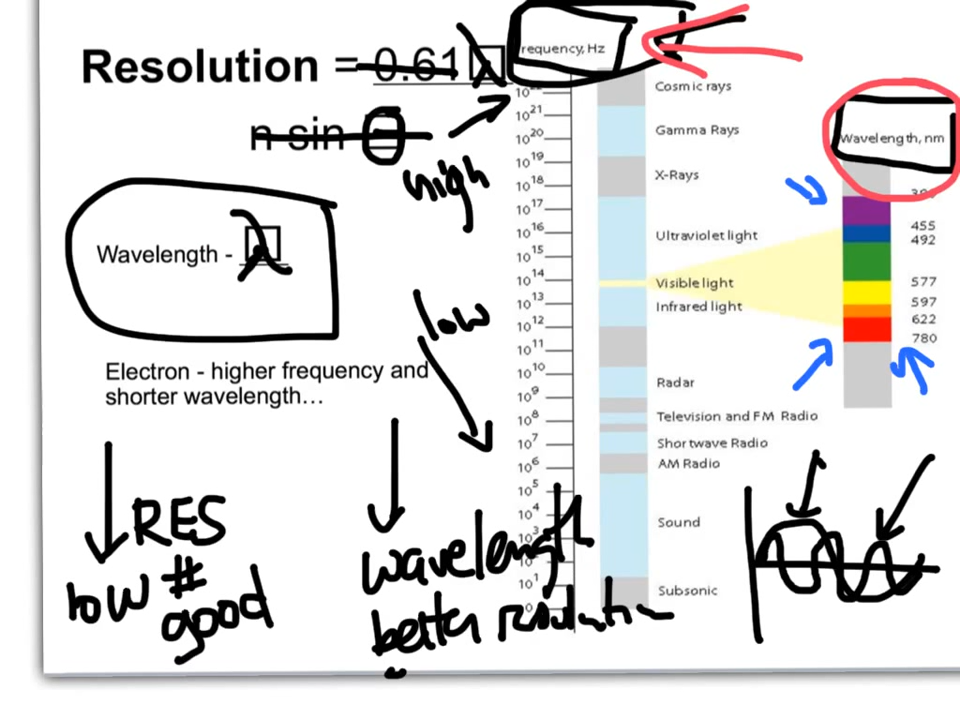 Resolution = 0.61 λ
n sin
Wavelength - λ
Electron - higher frequency and
shorter wavelength...
RES
low #
good
wavelength
better resolution
high
low
requency, Hz
10²¹
10²⁰
10¹⁹
10¹⁸
10¹⁷
10¹⁶
10¹⁵
10¹⁴
10¹³
10¹²
10¹¹
10¹⁰
10⁹
10⁸
10⁷
10⁶
10⁵
10⁴
10³
10¹
Cosmic rays
Gamma Rays
X-Rays
Ultraviolet light
Visible light
Infrared light
Radar
Television and FM Radio
Shortwave Radio
AM Radio
Sound
Subsonic
Wavelength, nm
455
492
577
597
622
780